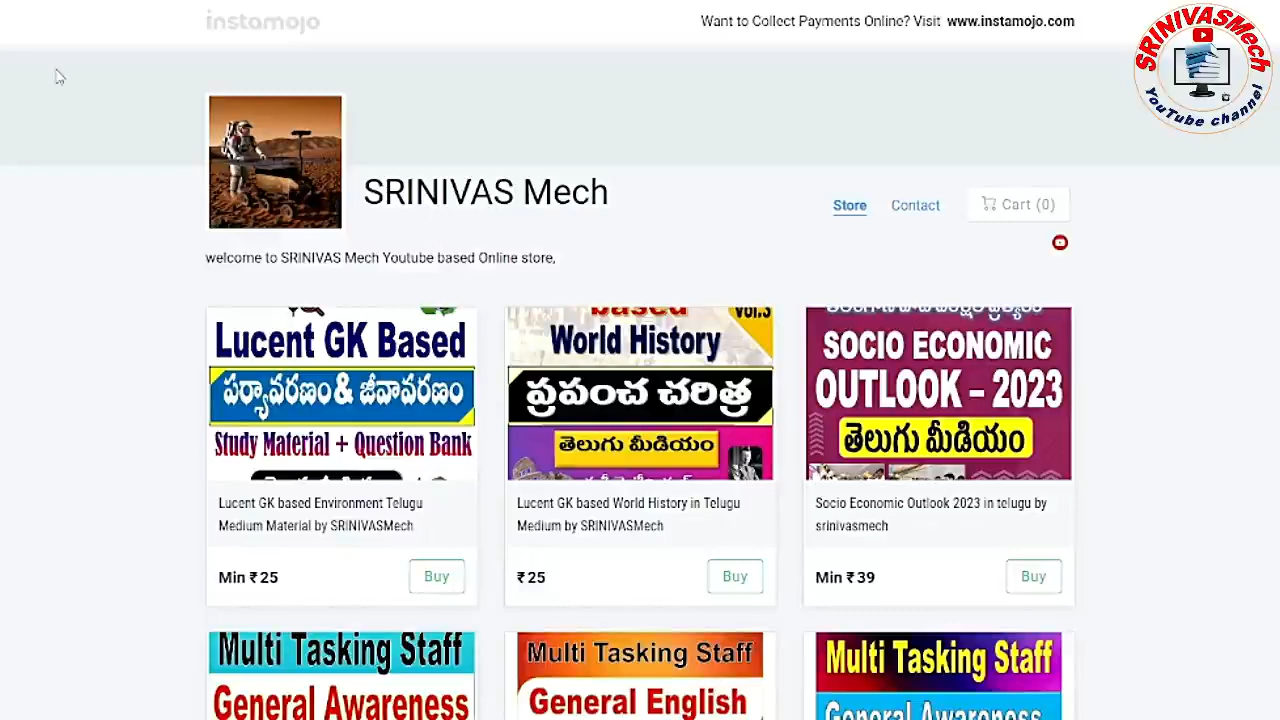 instamojo
Want to Collect Payments Online? Visit www.instamojo.com
SRINIVASMech
YouTube channel
SRINIVAS Mech
Store
Contact
Cart (0)
welcome to SRINIVAS Mech Youtube based Online store,
Lucent GK Based
పర్యావరణం & జీవావరణం
Study Material + Question Bank
Lucent GK based Environment Telugu
Medium Material by SRINIVASMech
Min ₹ 25
Buy
based
Vol.3
World History
ప్రపంచ చరిత్ర
తెలుగు మీడియం
Lucent GK based World History in Telugu
Medium by SRINIVASMech
₹ 25
Buy
SOCIO ECONOMIC
OUTLOOK – 2023
తెలుగు మీడియం
Socio Economic Outlook 2023 in telugu by
srinivasmech
Min ₹ 39
Buy
Multi Tasking Staff
General Awareness
Multi Tasking Staff
General English
Multi Tasking Staff
General Awareness